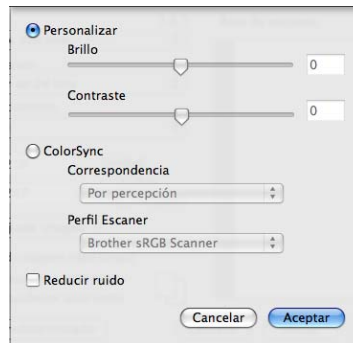 Personalizar
Brillo
0
Contraste
0
ColorSync
Correspondencia
Por percepción
Perfil Escaner
Brother sRGB Scanner
Reducir ruido
Cancelar
Aceptar